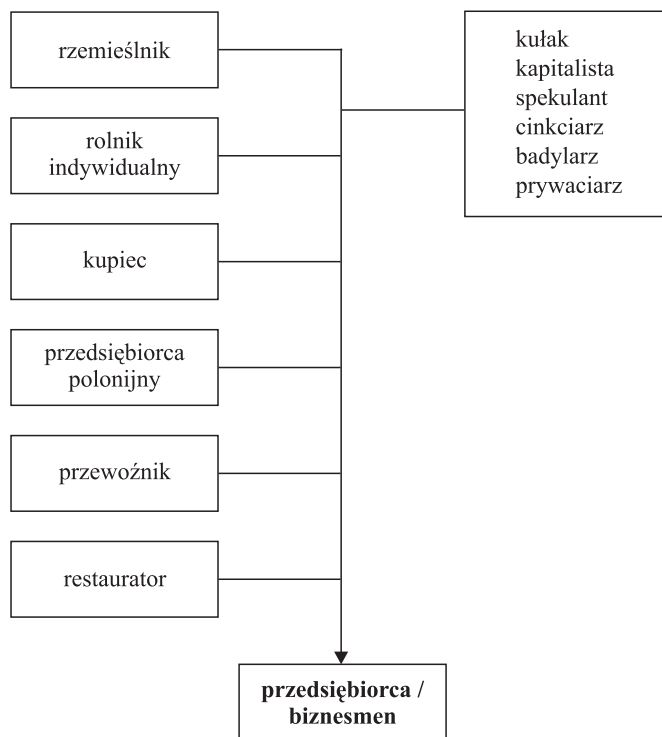 rzemieślnik
rolnik
indywidualny
kupiec
przedsiębiorca
polonijny
przewoźnik
restaurator
kułak
kapitalista
spekulant
cinkciarz
badylarz
prywaciarz
przedsiębiorca /
biznesmen